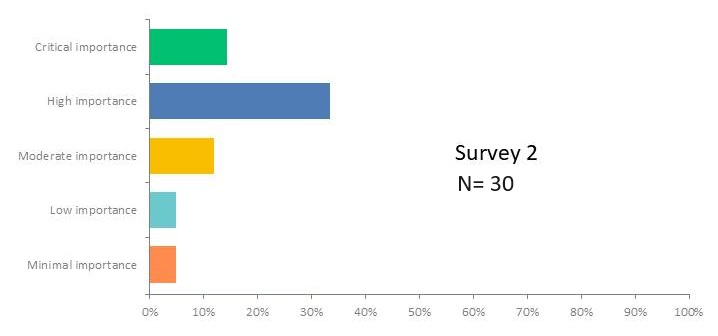 Critical importance
High importance
Moderate importance
Survey 2
N= 30
Low importance
Minimal importance
0% 10% 20% 30% 40% 50% 60% 70% 80% 90% 100%